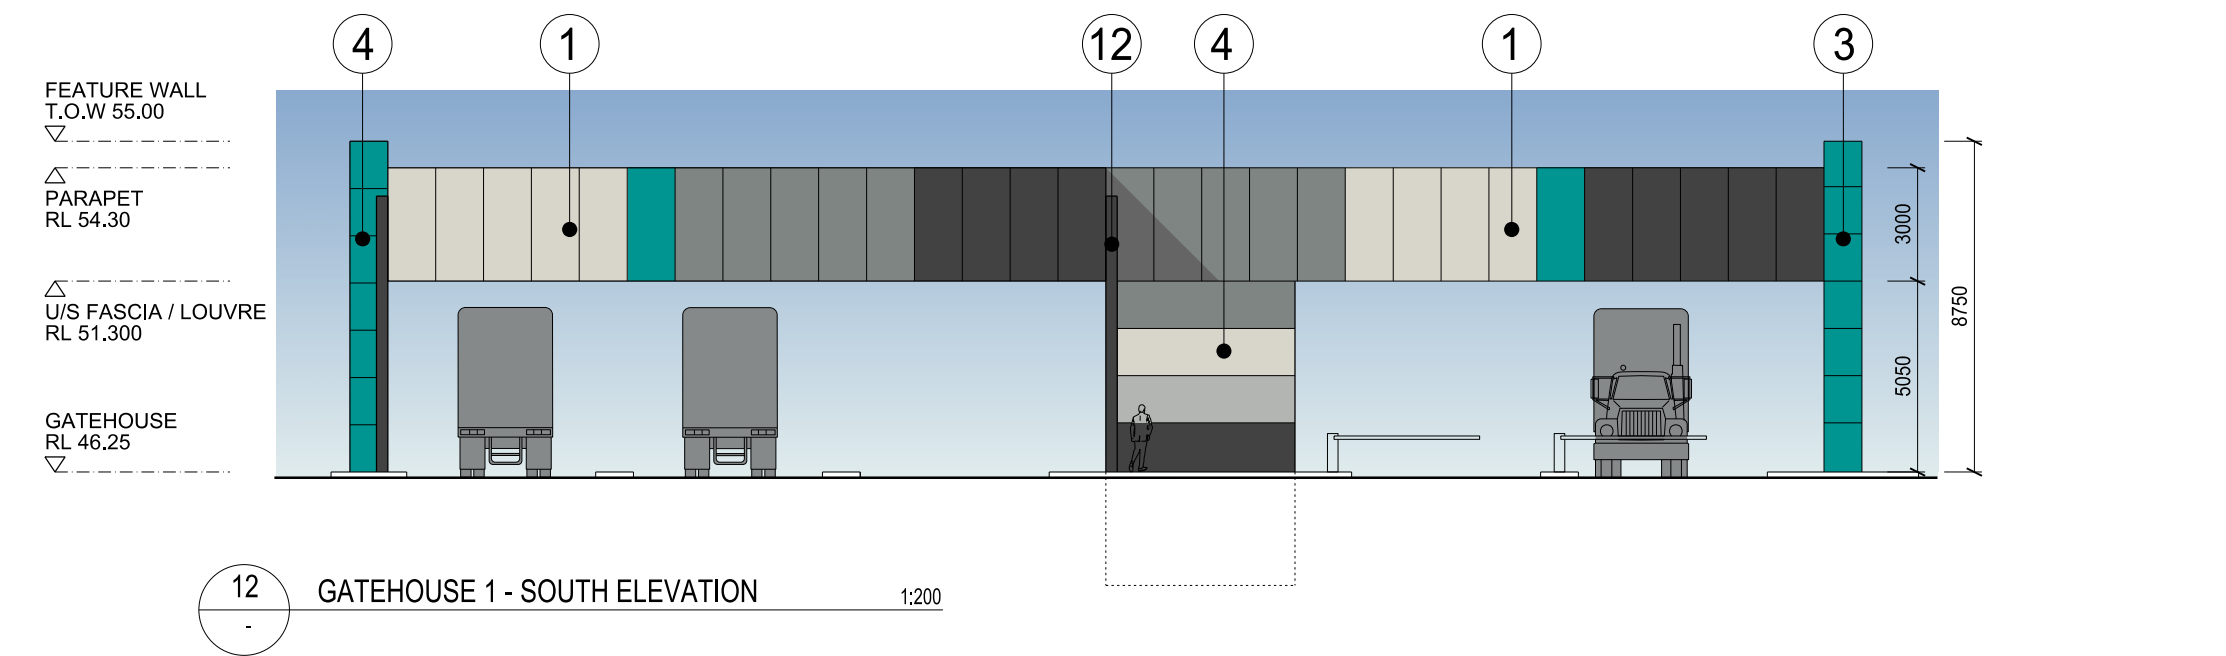 4
1
12
4
1
3
FEATURE WALL
T.O.W 55.00
PARAPET
RL 54.30
U/S FASCIA / LOUVRE
RL 51.300
GATEHOUSE
RL 46.25
3000
5050
8750
12
-
GATEHOUSE 1 - SOUTH ELEVATION
1:200